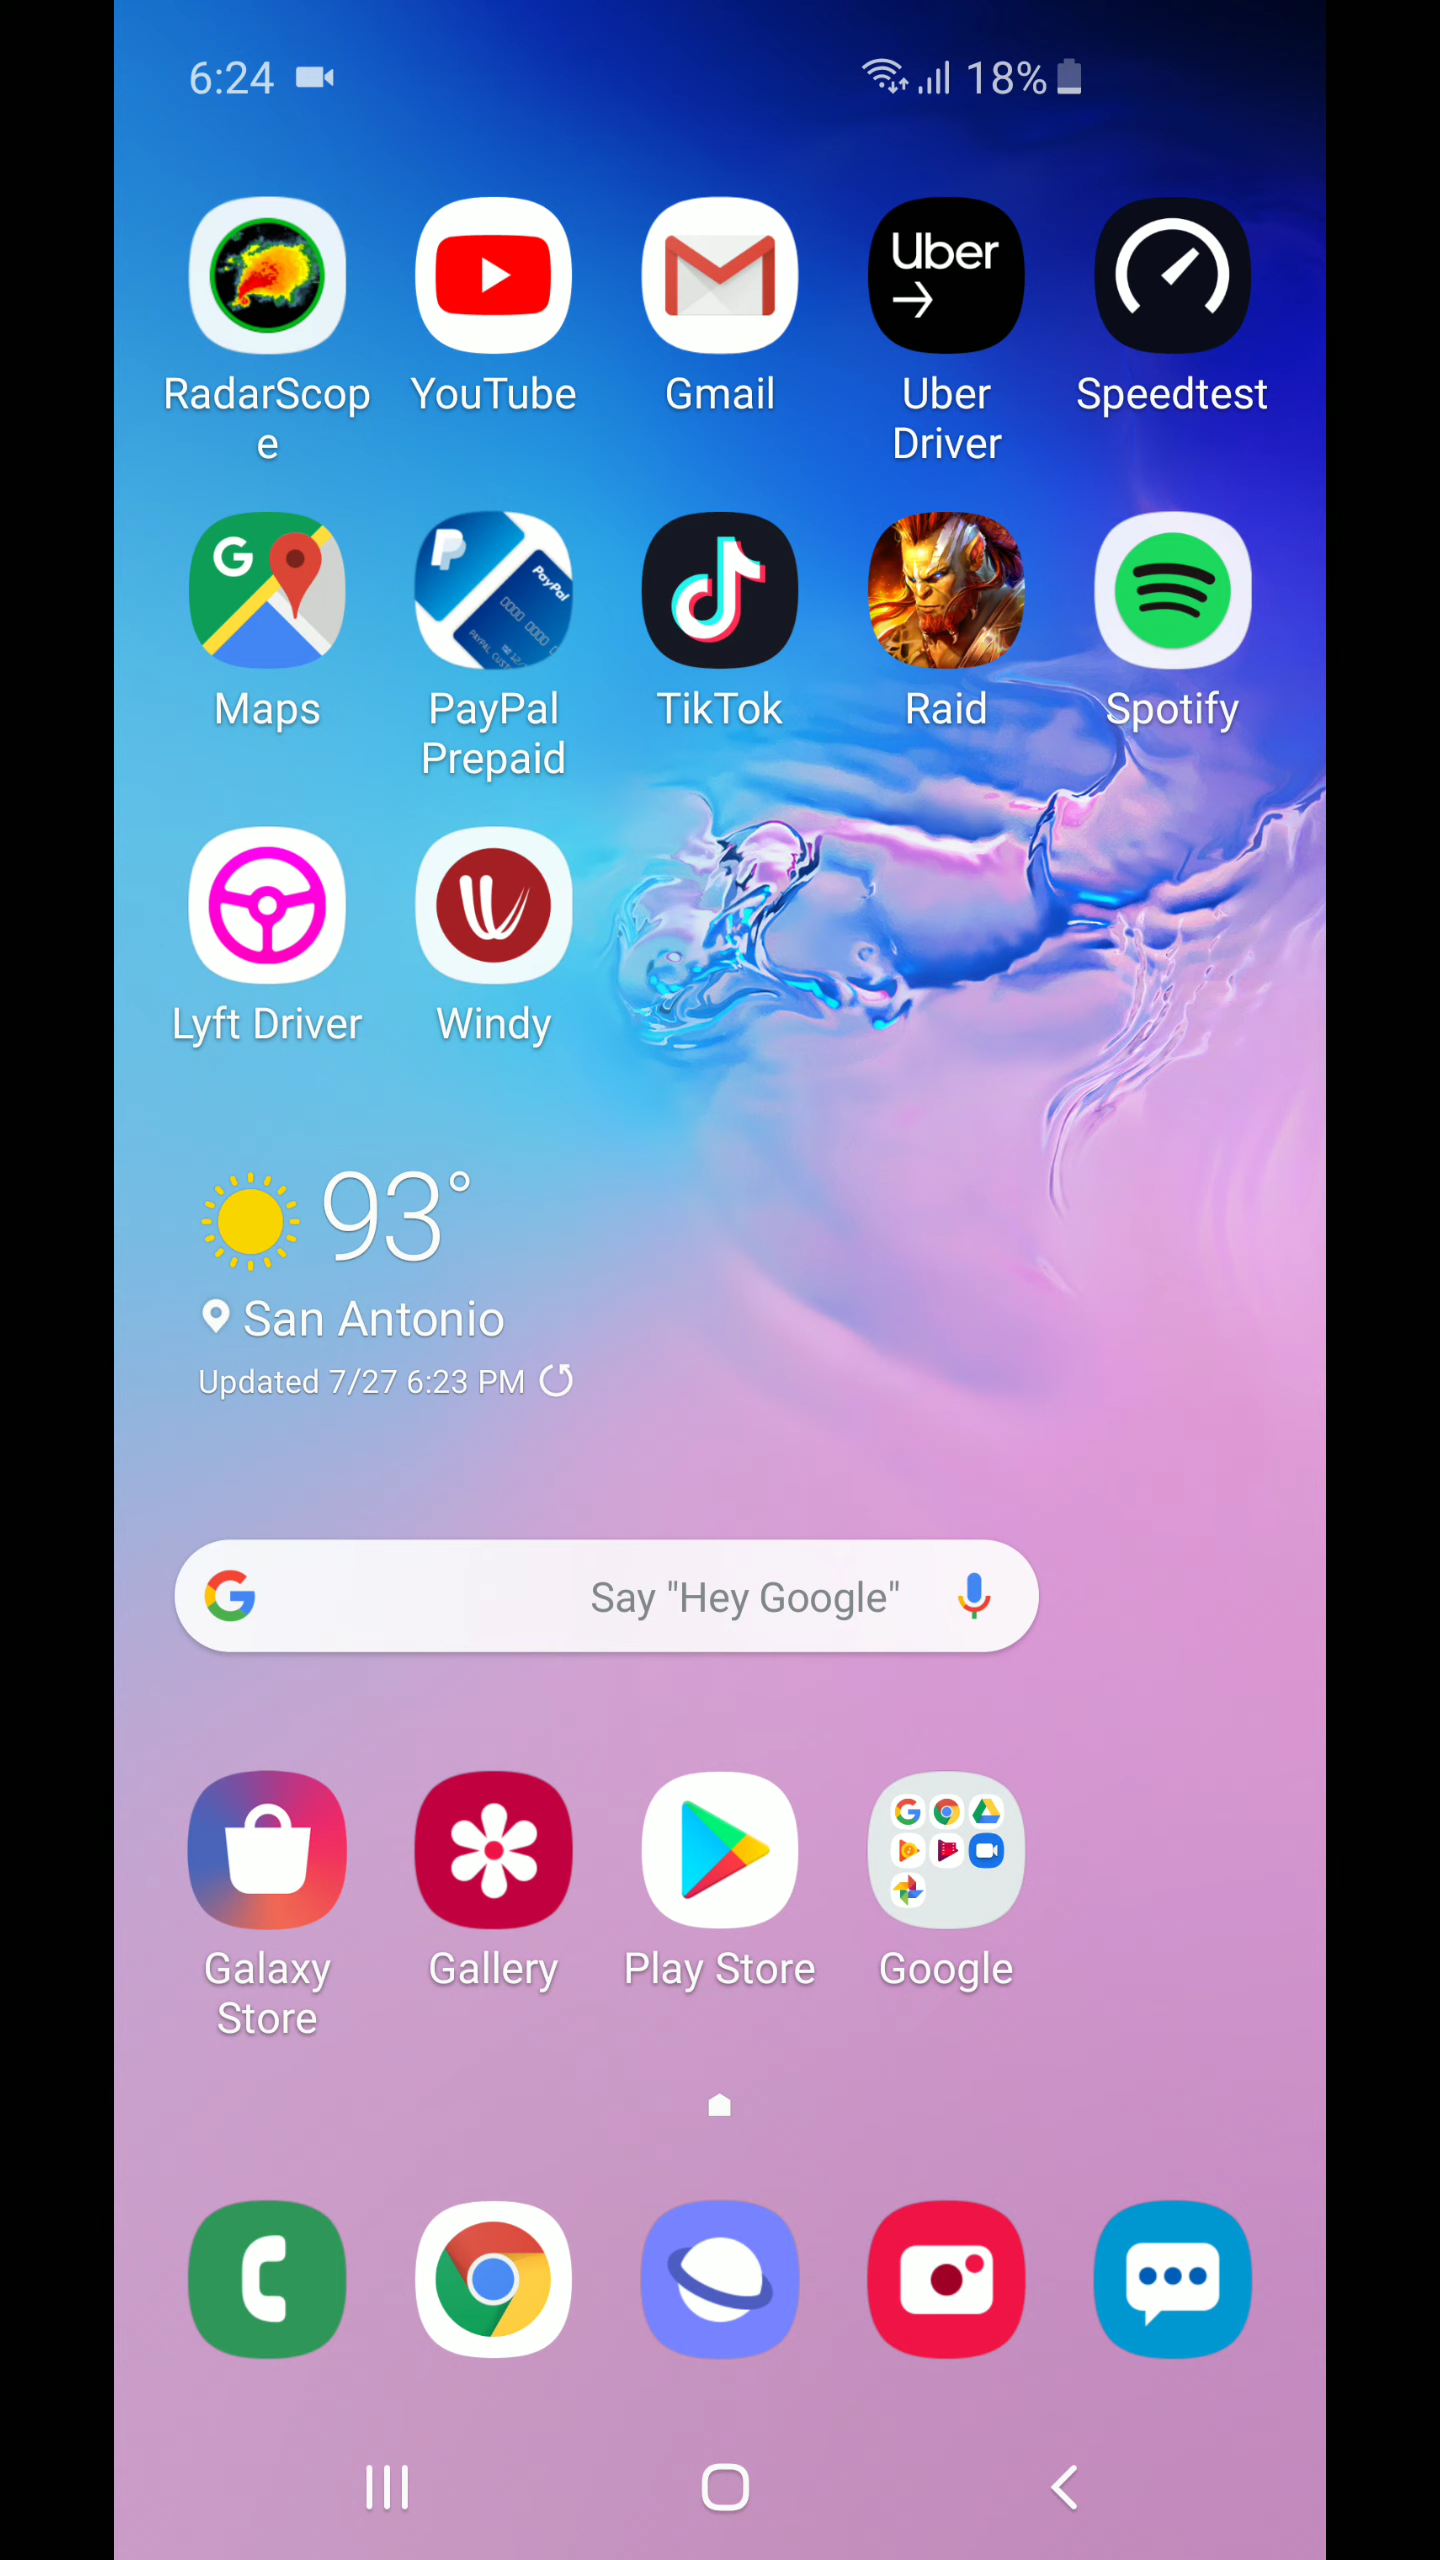 6:24
18%
Uber
RadarScop
e
YouTube
Gmail
Uber
Driver
Speedtest
G
PayPal
Maps
PayPal
Prepaid
TikTok
Raid
Spotify
Lyft Driver
Windy
93°
San Antonio
Updated 7/27 6:23 PM
Say "Hey Google"
Galaxy
Store
Gallery
Play Store
Google